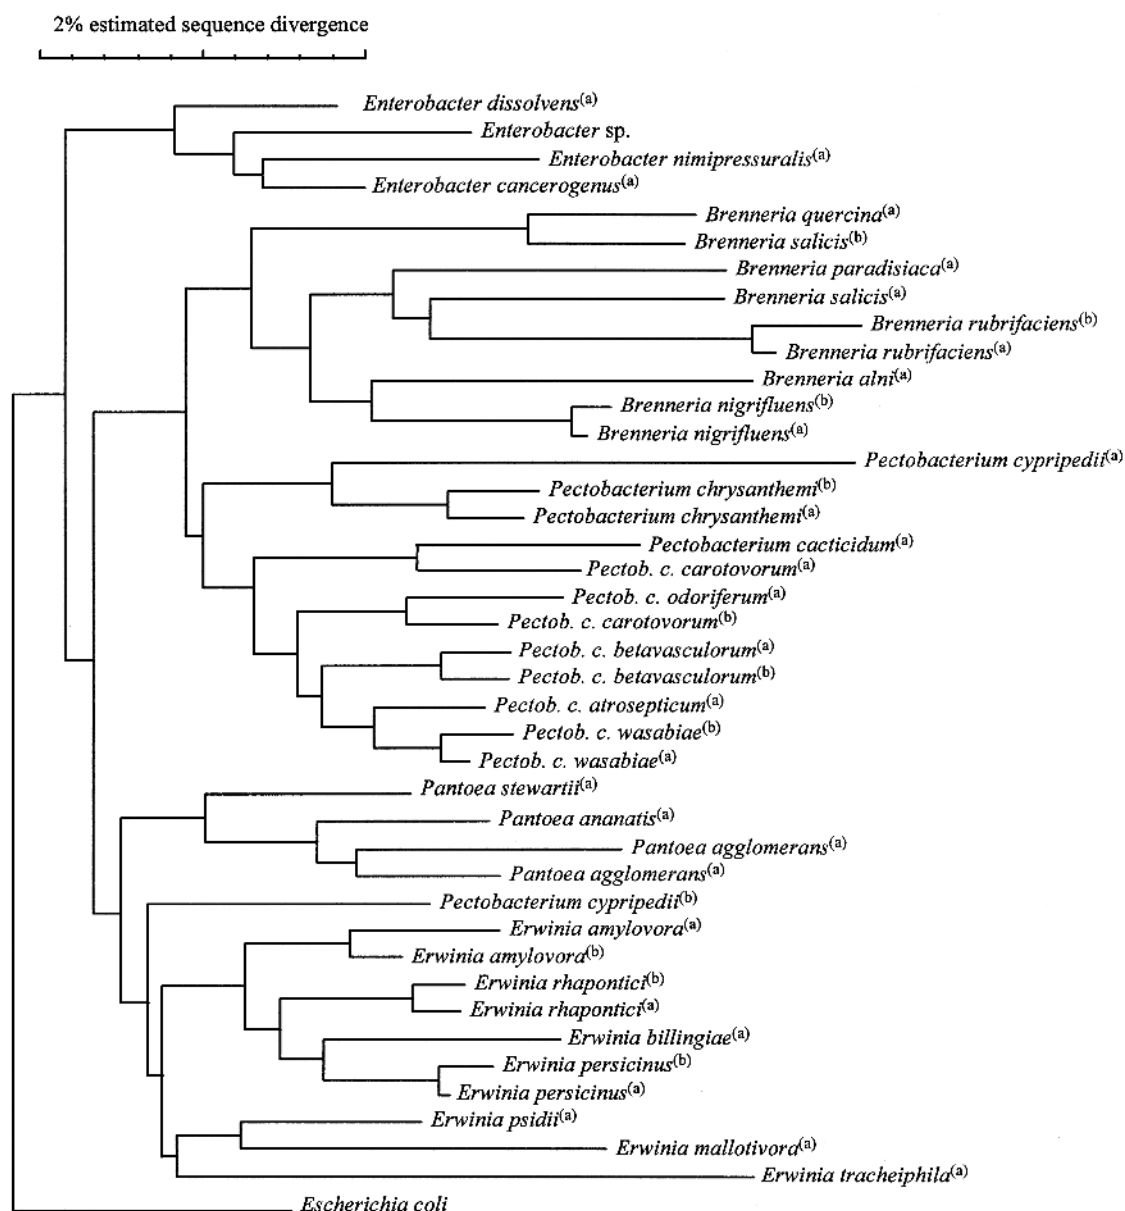 2% estimated sequence divergence
Enterobacter dissolvens(a)
Enterobacter sp.
Enterobacter nimipressuralis(a)
Enterobacter cancerogenus(a)
Brenneria quercina(a)
Brenneria salicis(b)
Brenneria paradisiaca(a)
Brenneria salicis(a)
Brenneria rubrifaciens(b)
Brenneria rubrifaciens(a)
Brenneria alni(a)
Brenneria nigrifluens(b)
Brenneria nigrifluens(a)
Pectobacterium cypripedii(a)
Pectobacterium chrysanthemi(b)
Pectobacterium chrysanthemi(a)
Pectobacterium cacticidum(a)
Pectob. c. carotovorum(a)
Pectob. c. odoriferum(a)
Pectob. c. carotovorum(b)
Pectob. c. betavasculorum(a)
Pectob. c. betavasculorum(b)
Pectob. c. atrosepticum(a)
Pectob. c. wasabiae(b)
Pectob. c. wasabiae(a)
Pantoea stewartii(a)
Pantoea ananatis(a)
Pantoea agglomerans(a)
Pantoea agglomerans(a)
Pectobacterium cypripedii(b)
Erwinia amylovora(a)
Erwinia amylovora(b)
Erwinia rhapontici(b)
Erwinia rhapontici(a)
Erwinia billingiae(a)
Erwinia persicinus(b)
Erwinia persicinus(a)
Erwinia psidii(a)
Erwinia mallotivora(a)
Erwinia tracheiphila(a)
Escherichia coli